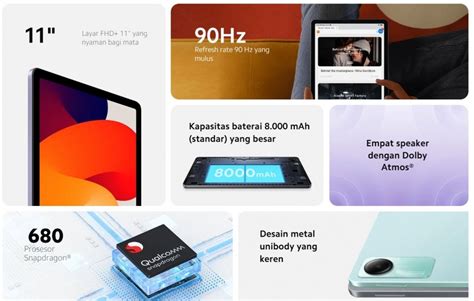 11"
Layar FHD+ 11" yang
nyaman bagi mata
90Hz
Refresh rate 90 Hz yang
mulus
Kapasitas baterai 8.000 mAh
(standar) yang besar
8000mAh
Empat speaker
dengan Dolby
Atmos®
680
Prosesor
Snapdragon®
Qualcomm
snapdragon
Desain metal
unibody yang
keren